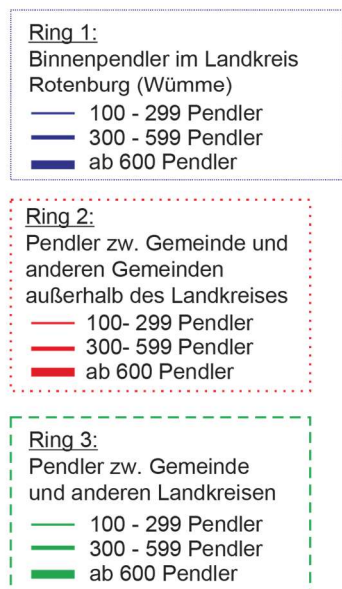 Ring 1:
Binnenpendler im Landkreis
Rotenburg (Wümme)
100 - 299 Pendler
300 - 599 Pendler
ab 600 Pendler
Ring 2:
Pendler zw. Gemeinde und
anderen Gemeinden
außerhalb des Landkreises
100- 299 Pendler
300- 599 Pendler
ab 600 Pendler
Ring 3:
Pendler zw. Gemeinde
und anderen Landkreisen
100 - 299 Pendler
300 - 599 Pendler
ab 600 Pendler